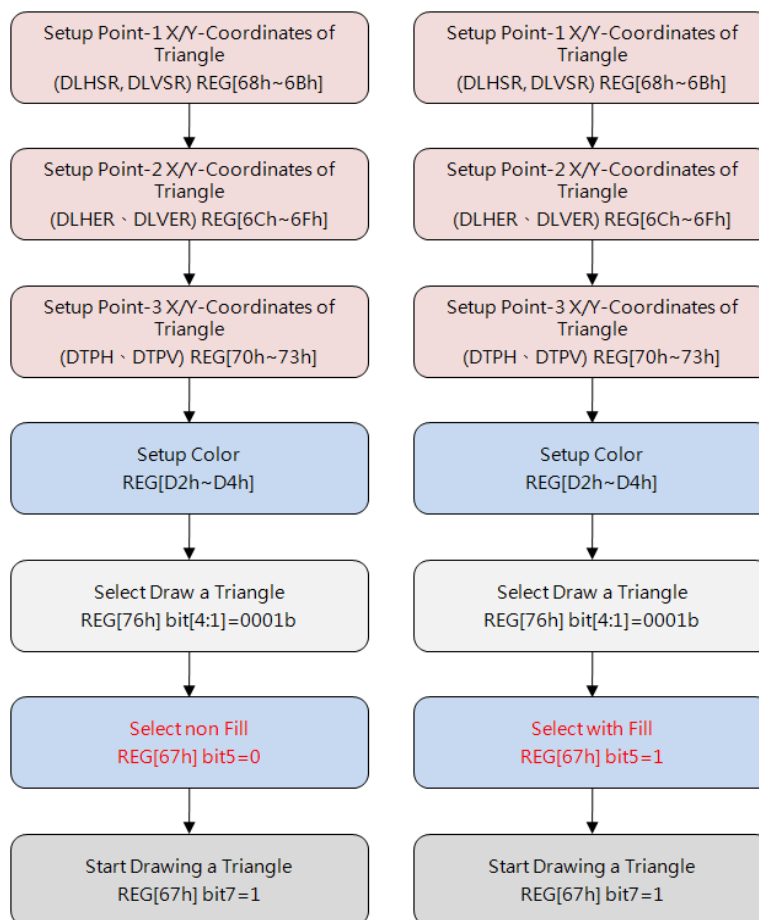 Setup Point-1 X/Y-Coordinates of
Triangle
(DLHSR, DLVSR) REG[68h~6Bh]
Setup Point-2 X/Y-Coordinates of
Triangle
(DLHER、DLVER) REG[6Ch~6Fh]
Setup Point-3 X/Y-Coordinates of
Triangle
(DTPH、DTPV) REG[70h~73h]
Setup Color
REG[D2h~D4h]
Select Draw a Triangle
REG[76h] bit[4:1]=0001b
Select non Fill
REG[67h] bit5=0
Start Drawing a Triangle
REG[67h] bit7=1
Setup Point-1 X/Y-Coordinates of
Triangle
(DLHSR, DLVSR) REG[68h~6Bh]
Setup Point-2 X/Y-Coordinates of
Triangle
(DLHER、DLVER) REG[6Ch~6Fh]
Setup Point-3 X/Y-Coordinates of
Triangle
(DTPH、DTPV) REG[70h~73h]
Setup Color
REG[D2h~D4h]
Select Draw a Triangle
REG[76h] bit[4:1]=0001b
Select with Fill
REG[67h] bit5=1
Start Drawing a Triangle
REG[67h] bit7=1